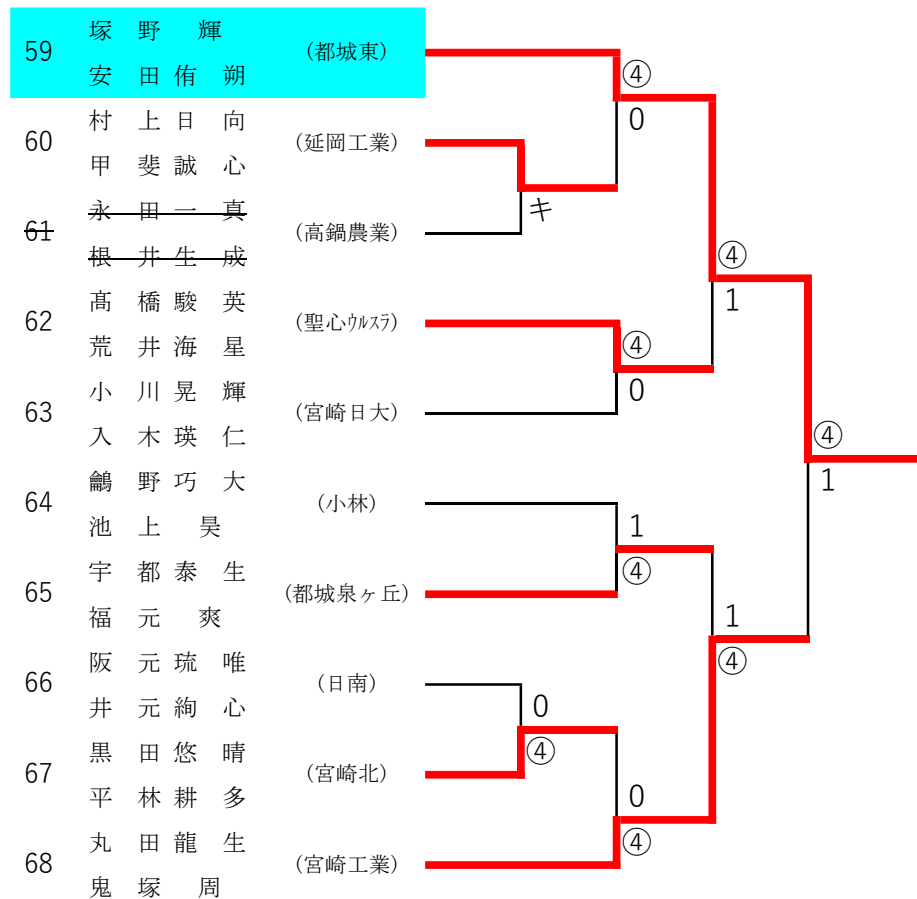 59 塚野輝 (都城東)
安田侑朔
60 村上日向 (延岡工業)
甲斐誠心
61 永田一真 (高鍋農業)
根井生成
62 髙橋駿英 (聖心ｳﾙｽﾗ)
荒井海星
63 小川晃輝 (宮崎日大)
入木瑛仁
64 鸙野巧大 (小林)
池上昊
65 宇都泰生 (都城泉ヶ丘)
福元爽
66 阪元琉唯 (日南)
井元絢心
67 黒田悠晴 (宮崎北)
平林耕多
68 丸田龍生 (宮崎工業)
鬼塚周
④
0
キ
④
1
④
0
④
1
1
④
1
④
0
④
0
④